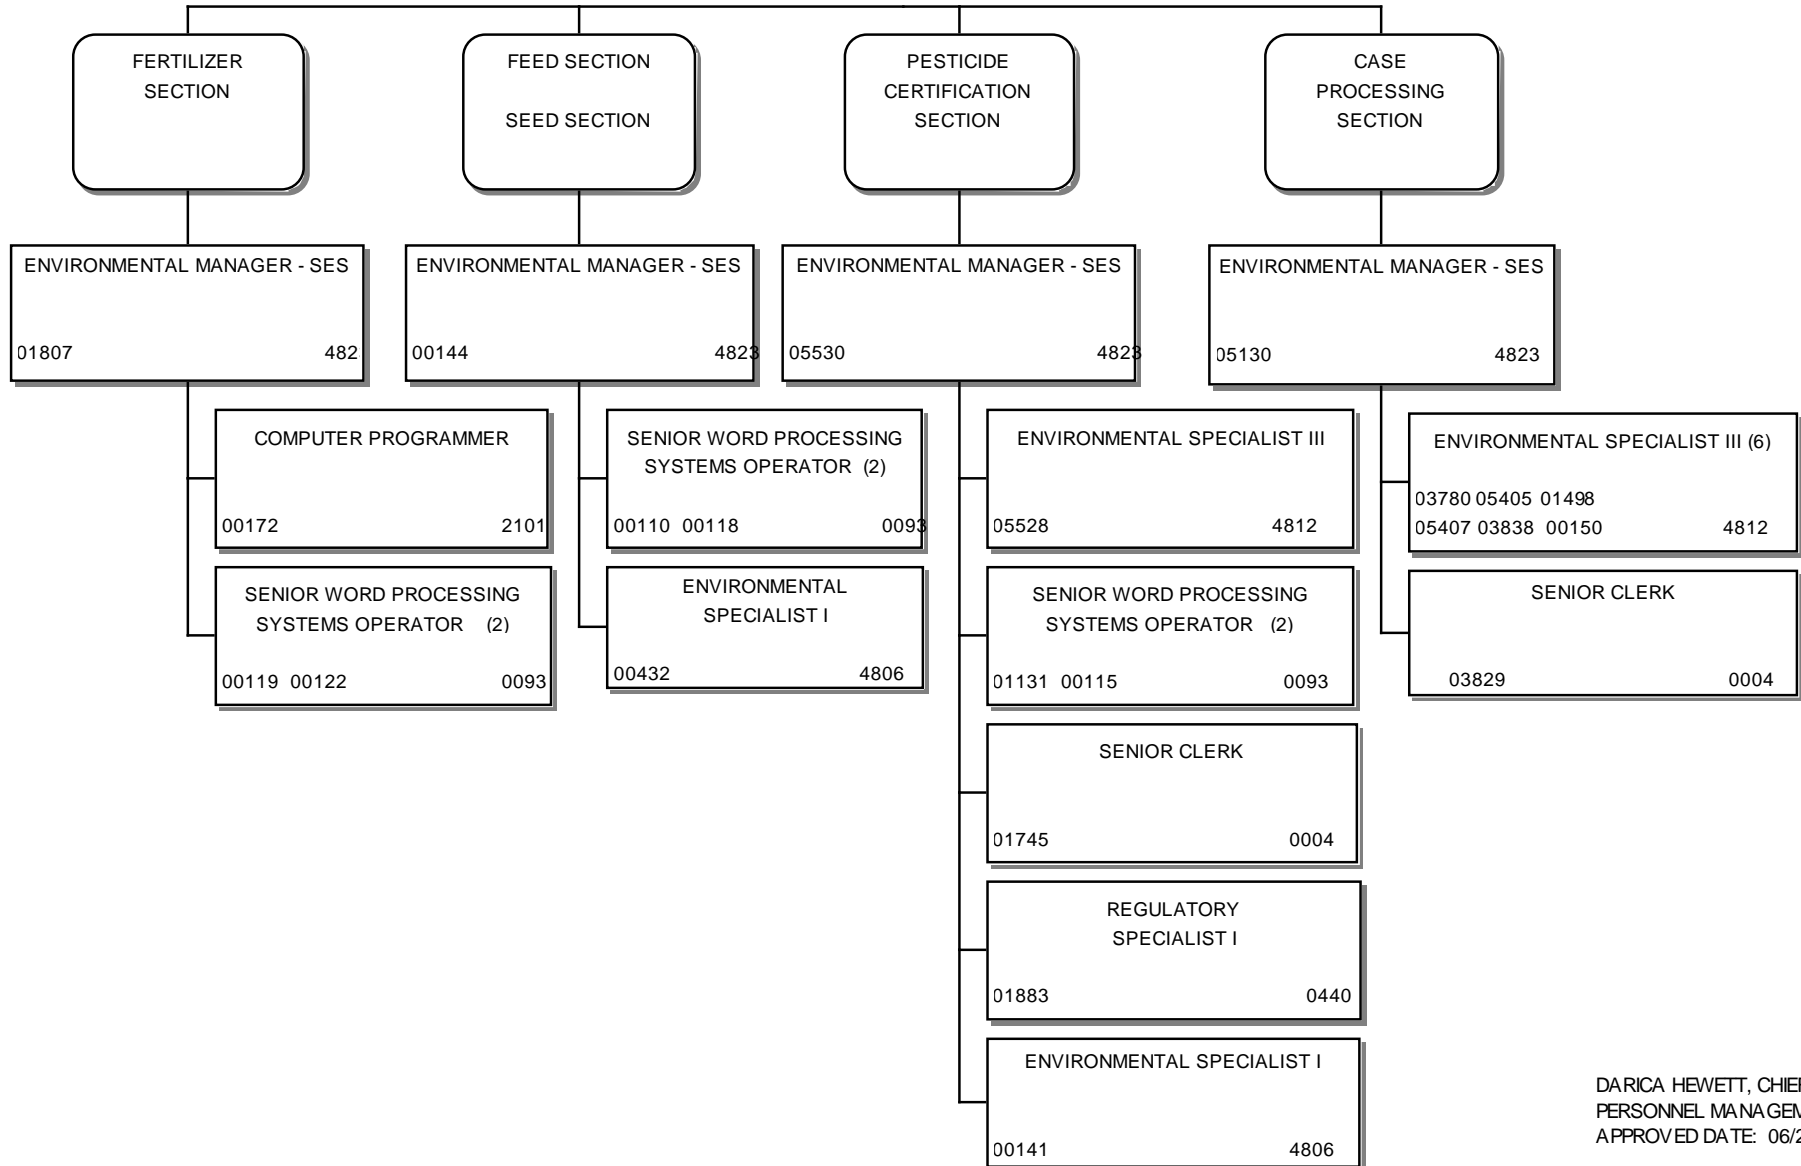 FERTILIZER
SECTION
FEED SECTION
SEED SECTION
PESTICIDE
CERTIFICATION
SECTION
CASE
PROCESSING
SECTION
ENVIRONMENTAL MANAGER - SES
01807 482
ENVIRONMENTAL MANAGER - SES
00144 4823
ENVIRONMENTAL MANAGER - SES
05530 4823
ENVIRONMENTAL MANAGER - SES
05130 4823
COMPUTER PROGRAMMER
00172 2101
SENIOR WORD PROCESSING
SYSTEMS OPERATOR (2)
00119 00122 0093
SENIOR WORD PROCESSING
SYSTEMS OPERATOR (2)
00110 00118 0093
ENVIRONMENTAL
SPECIALIST I
00432 4806
ENVIRONMENTAL SPECIALIST III
05528 4812
SENIOR WORD PROCESSING
SYSTEMS OPERATOR (2)
01131 00115 0093
SENIOR CLERK
01745 0004
REGULATORY
SPECIALIST I
01883 0440
ENVIRONMENTAL SPECIALIST I
00141 4806
ENVIRONMENTAL SPECIALIST III (6)
03780 05405 01498
05407 03838 00150 4812
SENIOR CLERK
03829 0004
DARICA HEWETT, CHIEF
PERSONNEL MANAGEM
APPROVED DATE: 06/2